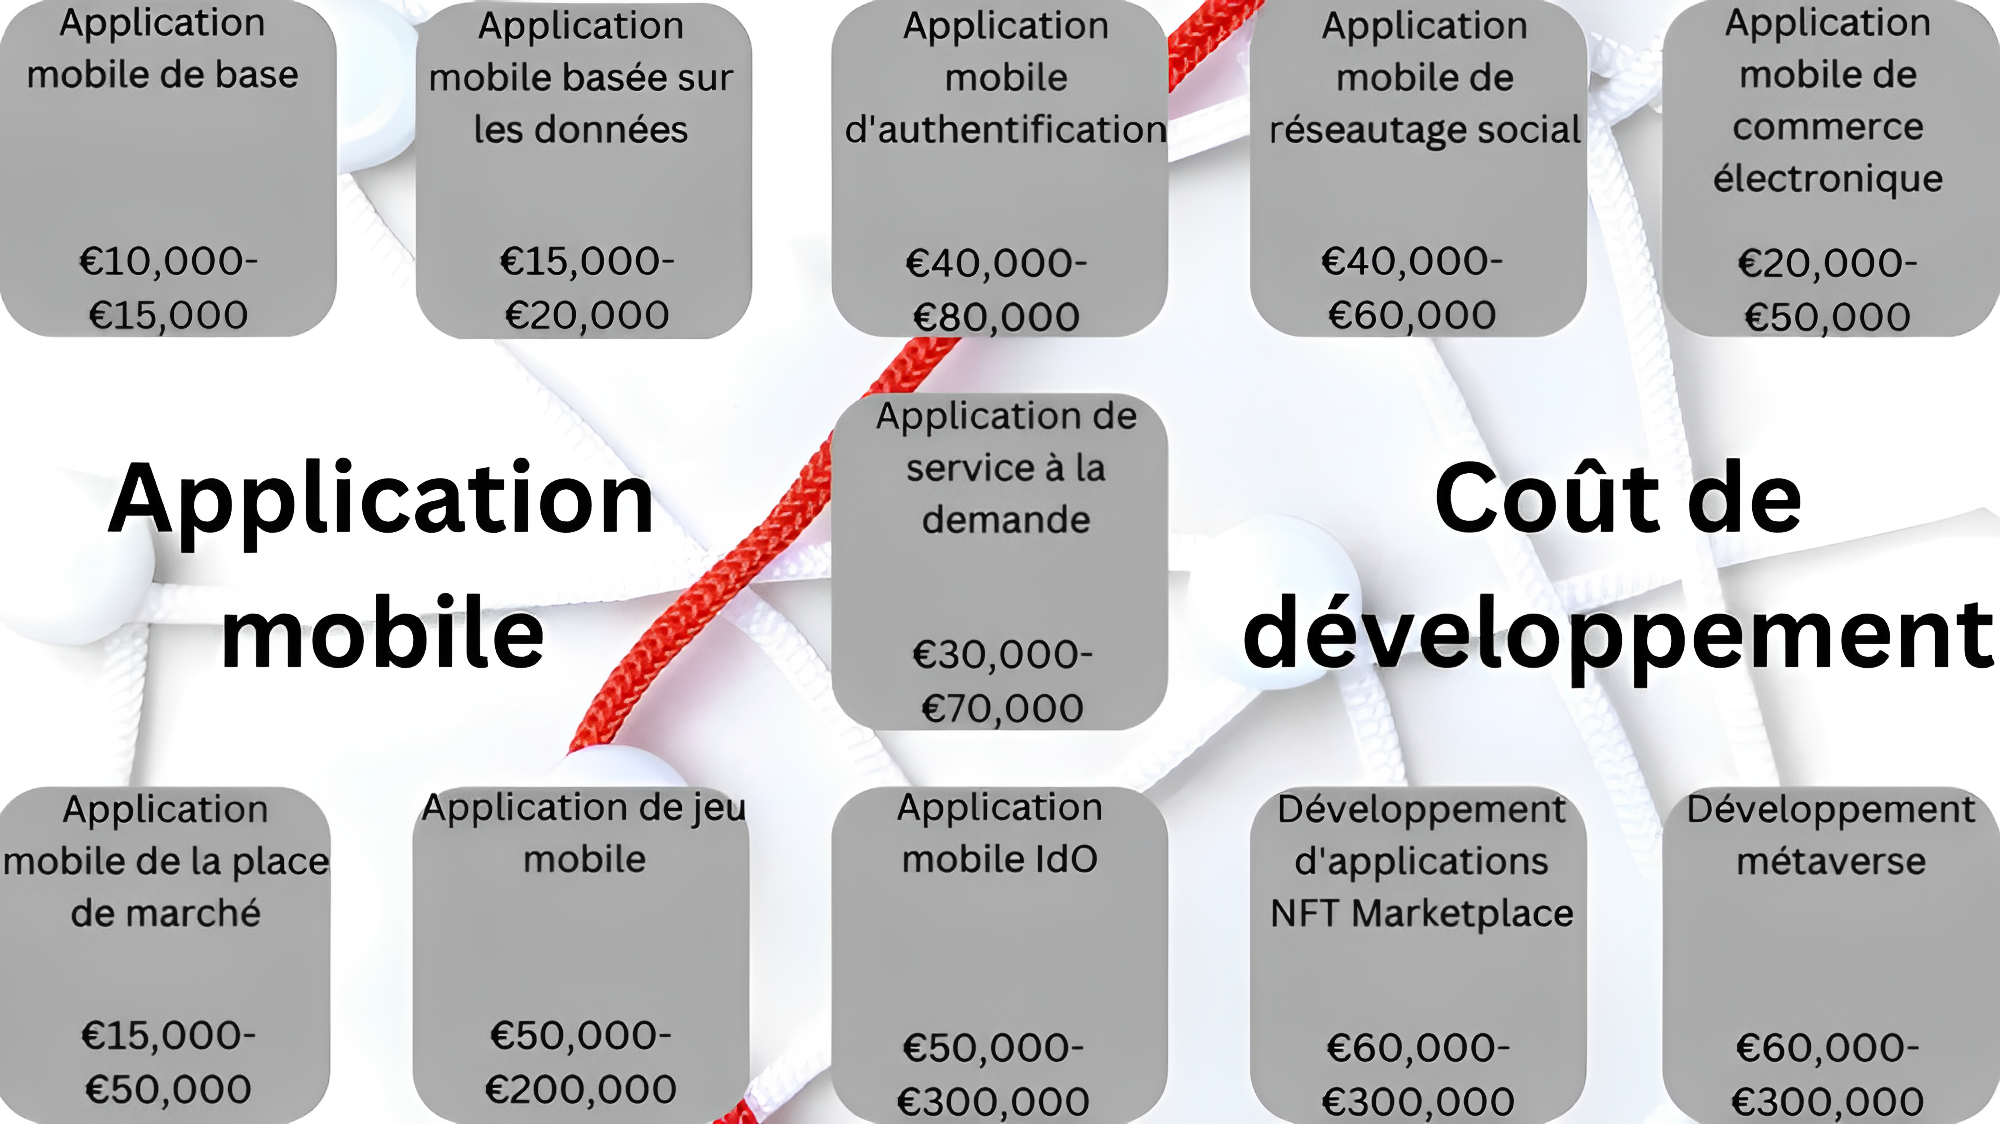 Application
mobile de base
€10,000-
€15,000
Application
mobile basée sur
les données
€15,000-
€20,000
Application
mobile
d'authentification
€40,000-
€80,000
Application
mobile de
réseautage social
€40,000-
€60,000
Application
mobile de
commerce
électronique
€20,000-
€50,000
Application
mobile
Application de
service à la
demande
€30,000-
€70,000
Coût de
développement
Application
mobile de la place
de marché
€15,000-
€50,000
Application de jeu
mobile
€50,000-
€200,000
Application
mobile IdO
€50,000-
€300,000
Développement
d'applications
NFT Marketplace
€60,000-
€300,000
Développement
métaverse
€60,000-
€300,000